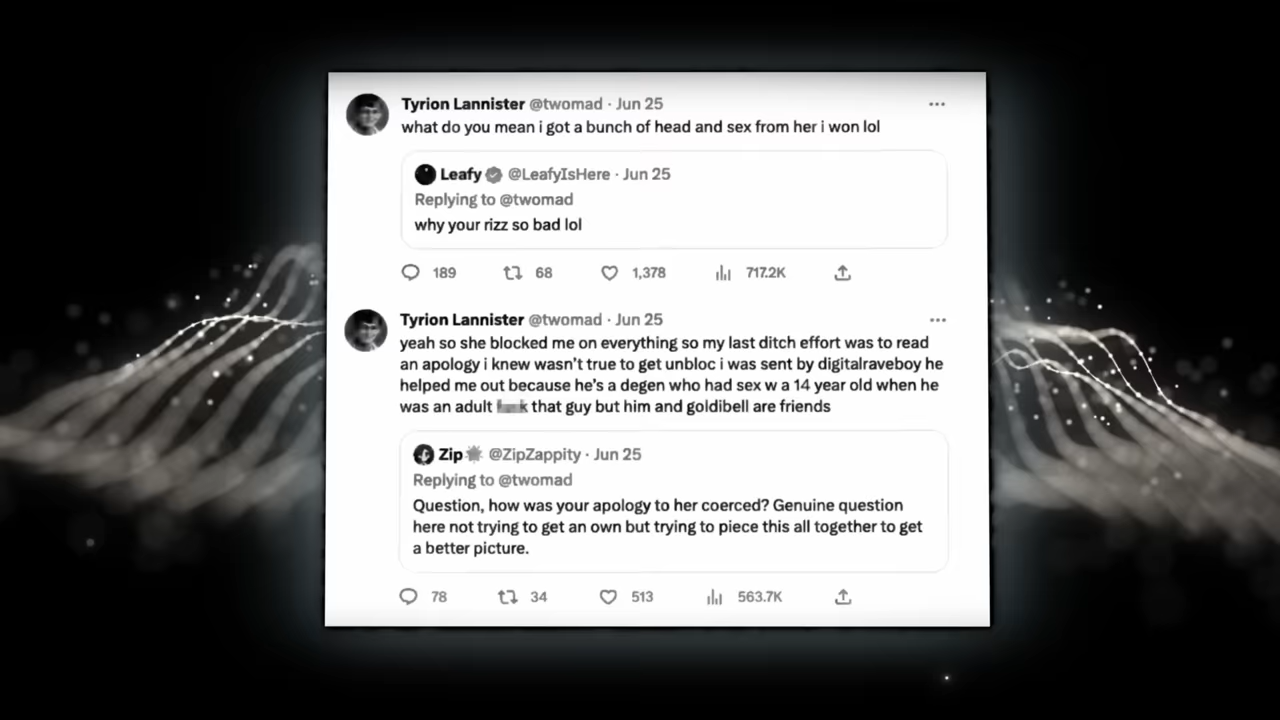 Tyrion Lannister @twomad · Jun 25
what do you mean i got a bunch of head and sex from her i won lol
Leafy @LeafyIsHere · Jun 25
Replying to @twomad
why your rizz so bad lol
189 68 1,378 717.2K
Tyrion Lannister @twomad · Jun 25
yeah so she blocked me on everything so my last ditch effort was to read
an apology i knew wasn't true to get unbloc i was sent by digitalraveboy he
helped me out because he's a degen who had sex w a 14 year old when he
was an adult that guy but him and goldibell are friends
Zip @ZipZappity · Jun 25
Replying to @twomad
Question, how was your apology to her coerced? Genuine question
here not trying to get an own but trying to piece this all together to get
a better picture.
78 34 513 563.7K